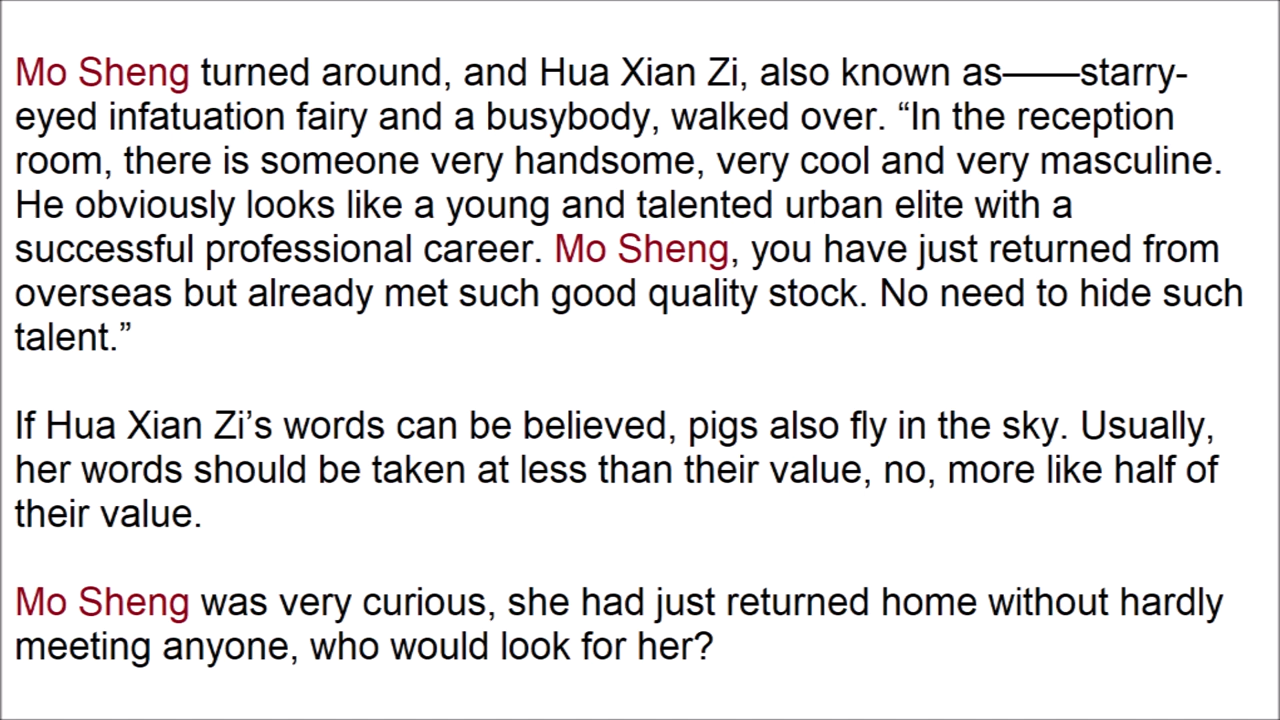 Mo Sheng turned around, and Hua Xian Zi, also known as——starry-
eyed infatuation fairy and a busybody, walked over. “In the reception
room, there is someone very handsome, very cool and very masculine.
He obviously looks like a young and talented urban elite with a
successful professional career. Mo Sheng, you have just returned from
overseas but already met such good quality stock. No need to hide such
talent.”
If Hua Xian Zi’s words can be believed, pigs also fly in the sky. Usually,
her words should be taken at less than their value, no, more like half of
their value.
Mo Sheng was very curious, she had just returned home without hardly
meeting anyone, who would look for her?